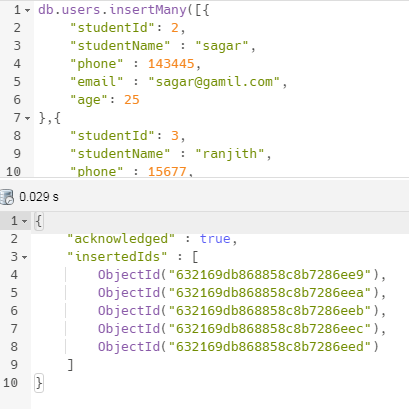 1 db.users.insertMany([{
2 "studentId": 2,
3 "studentName" : "sagar",
4 "phone" : 143445,
5 "email" : "sagar@gamil.com",
6 "age": 25
7 },{
8 "studentId": 3,
9 "studentName" : "ranjith",
10 "phone" : 15677,
0.029 s
1 {
2 "acknowledged" : true,
3 "insertedIds" : [
4 ObjectId("632169db868858c8b7286ee9"),
5 ObjectId("632169db868858c8b7286eea"),
6 ObjectId("632169db868858c8b7286eeb"),
7 ObjectId("632169db868858c8b7286eec"),
8 ObjectId("632169db868858c8b7286eed")
9 ]
10 }